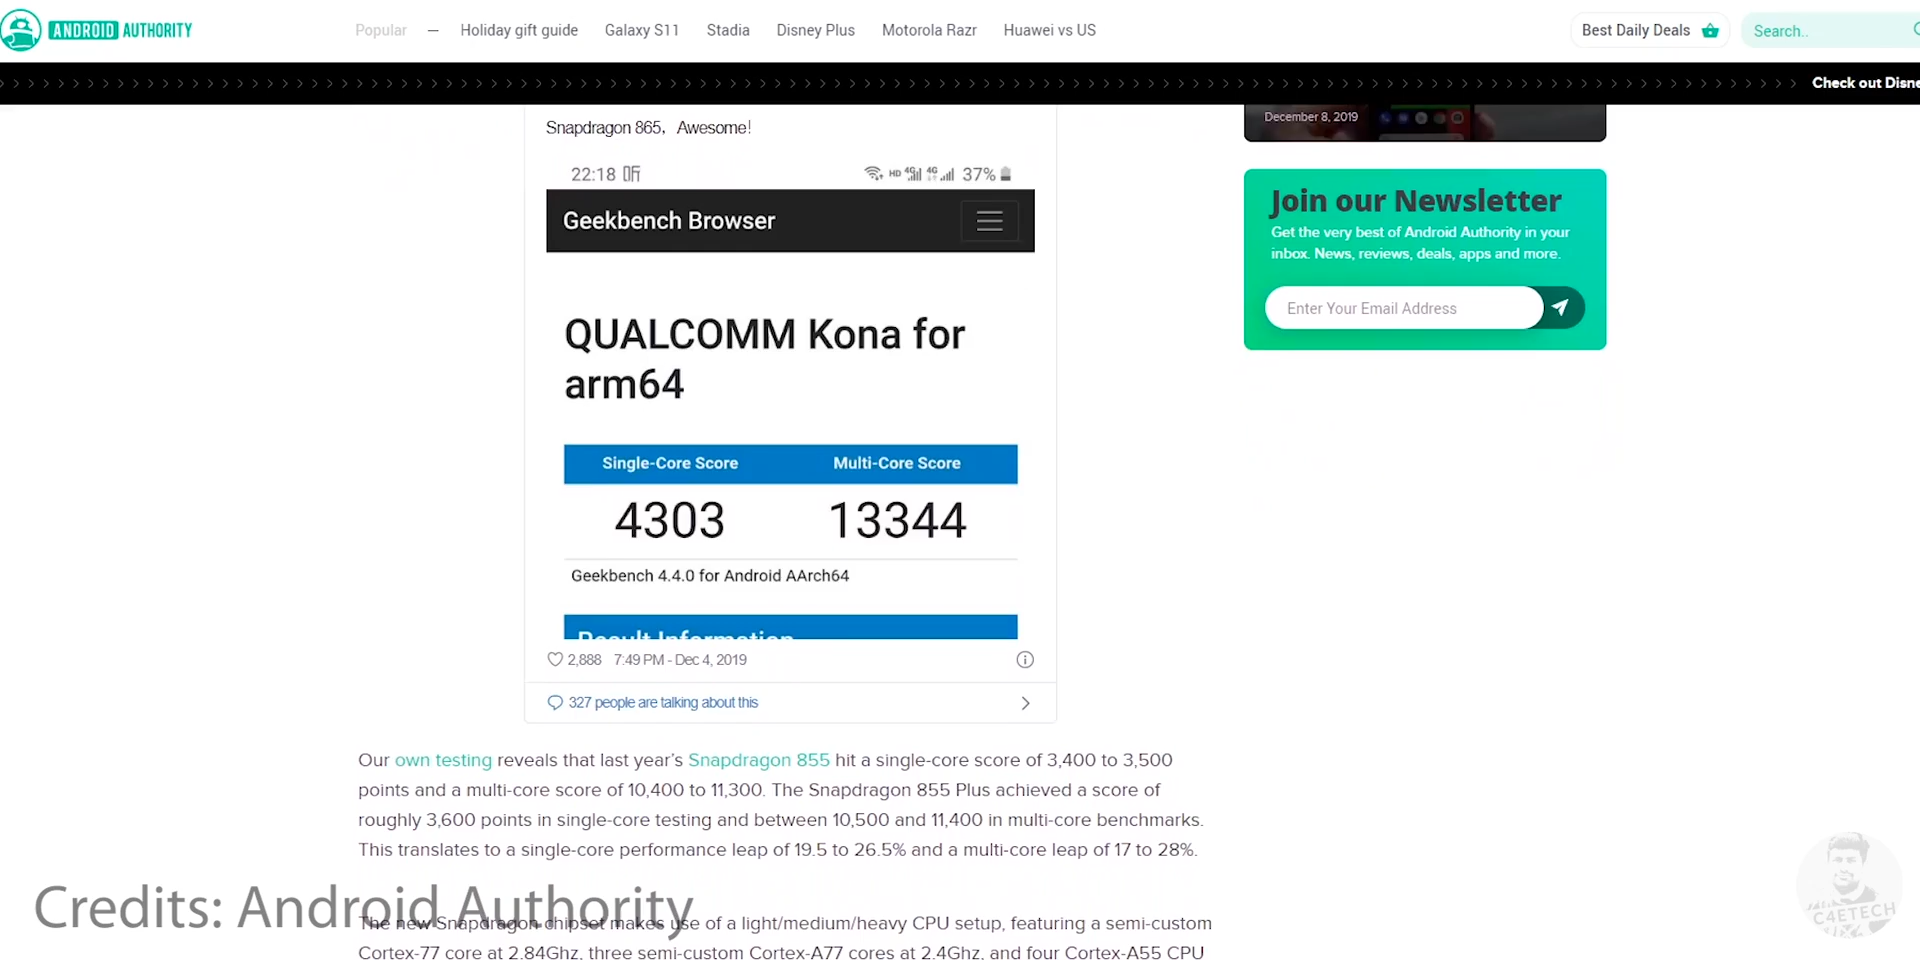 ANDROID AUTHORITY
Popular — Holiday gift guide Galaxy S11 Stadia Disney Plus Motorola Razr Huawei vs US
Best Daily Deals
Search..
Check out Disne
Snapdragon 865, Awesome!
22:18 听 HD 4G 4G 37%
Geekbench Browser
QUALCOMM Kona for
arm64
Single-Core Score Multi-Core Score
4303 13344
Geekbench 4.4.0 for Android AArch64
Result Information
2,888 7:49 PM - Dec 4, 2019
327 people are talking about this
December 8, 2019
Join our Newsletter
Get the very best of Android Authority in your
inbox. News, reviews, deals, apps and more.
Enter Your Email Address
Our own testing reveals that last year's Snapdragon 855 hit a single-core score of 3,400 to 3,500
points and a multi-core score of 10,400 to 11,300. The Snapdragon 855 Plus achieved a score of
roughly 3,600 points in single-core testing and between 10,500 and 11,400 in multi-core benchmarks.
This translates to a single-core performance leap of 19.5 to 26.5% and a multi-core leap of 17 to 28%.
The new Snapdragon chipset makes use of a light/medium/heavy CPU setup, featuring a semi-custom
Cortex-77 core at 2.84Ghz, three semi-custom Cortex-A77 cores at 2.4Ghz, and four Cortex-A55 CPU
Credits: Android Authority
C4ETECH